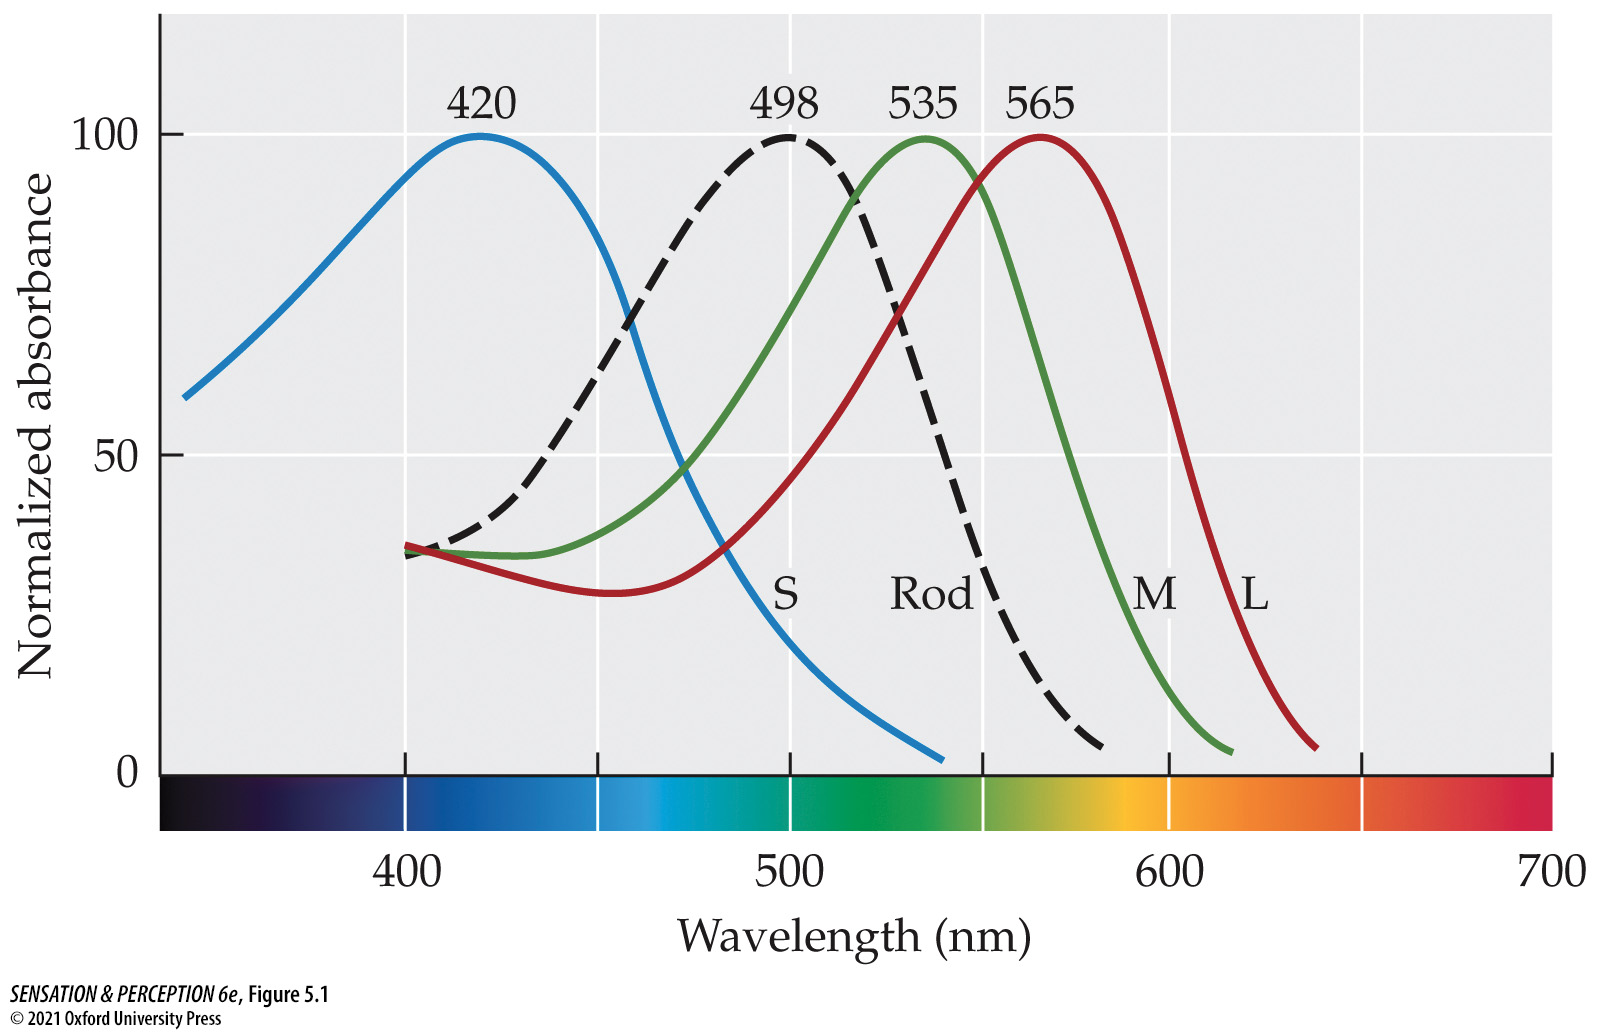 420 498 535 565
100
50
0
Normalized absorbance
S Rod M L
400 500 600 700
Wavelength (nm)
SENSATION & PERCEPTION 6e, Figure 5.1
© 2021 Oxford University Press